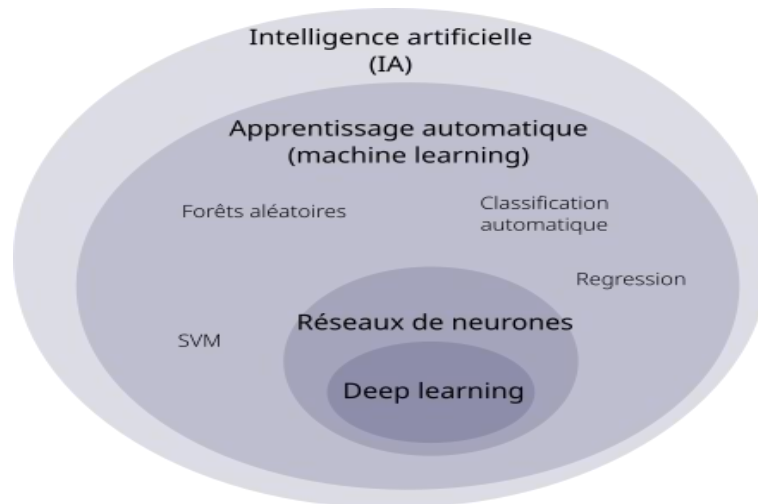 Intelligence artificielle
(IA)
Apprentissage automatique
(machine learning)
Forêts aléatoires
Classification
automatique
Regression
Réseaux de neurones
SVM
Deep learning